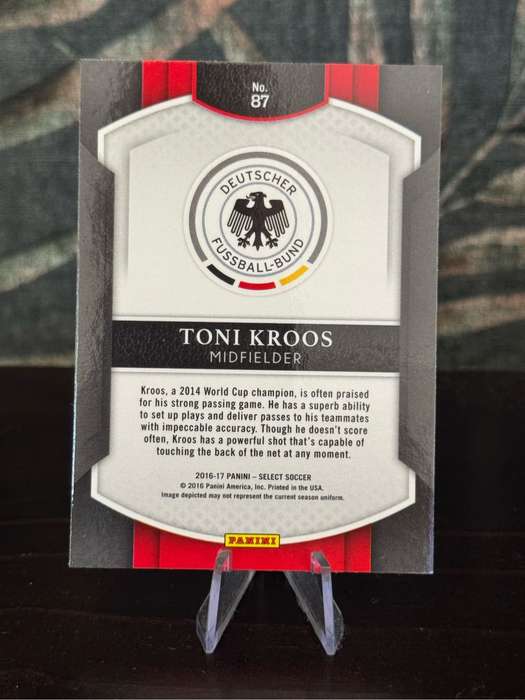 No.
87
DEUTSCHER
FUSSBALL-BUND
TONI KROOS
MIDFIELDER
Kroos, a 2014 World Cup champion, is often praised
for his strong passing game. He has a superb ability
to set up plays and deliver passes to his teammates
with impeccable accuracy. Though he doesn't score
often, Kroos has a powerful shot that's capable of
touching the back of the net at any moment.
2016-17 PANINI – SELECT SOCCER
© 2016 Panini America, Inc. Printed in the USA.
Image depicted may not represent the current season uniform.
PANINI